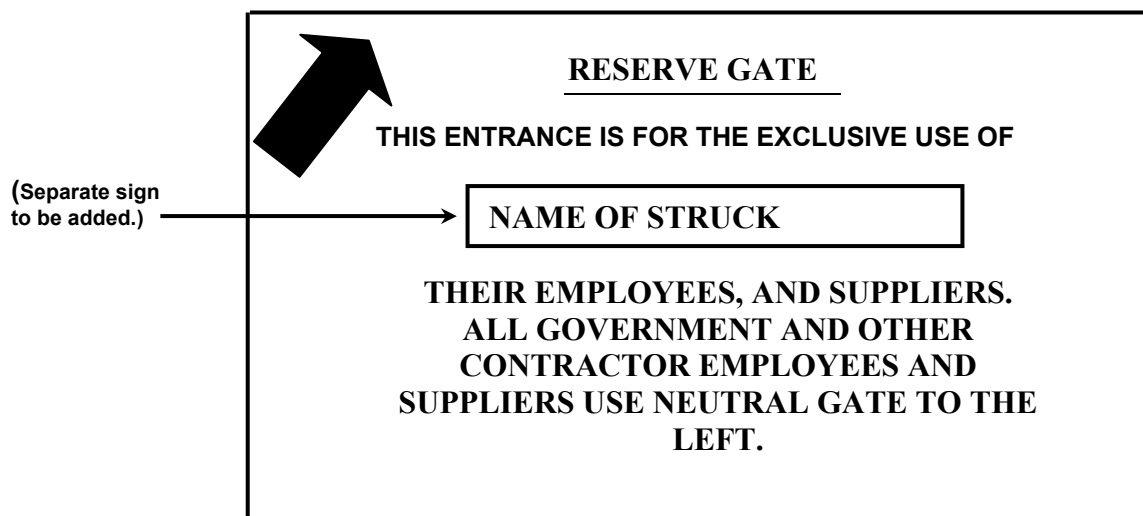 RESERVE GATE
THIS ENTRANCE IS FOR THE EXCLUSIVE USE OF
(Separate sign
to be added.)
NAME OF STRUCK
THEIR EMPLOYEES, AND SUPPLIERS.
ALL GOVERNMENT AND OTHER
CONTRACTOR EMPLOYEES AND
SUPPLIERS USE NEUTRAL GATE TO THE
LEFT.